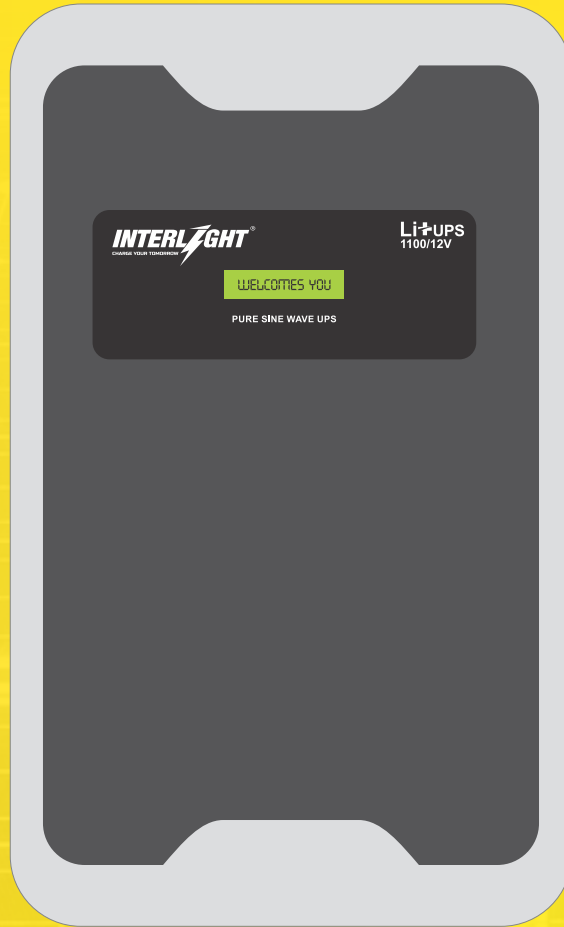 INTERLIGHT®
CHARGE YOUR TOMORROW
Li+UPS
1100/12V
WELCOMES YOU
PURE SINE WAVE UPS